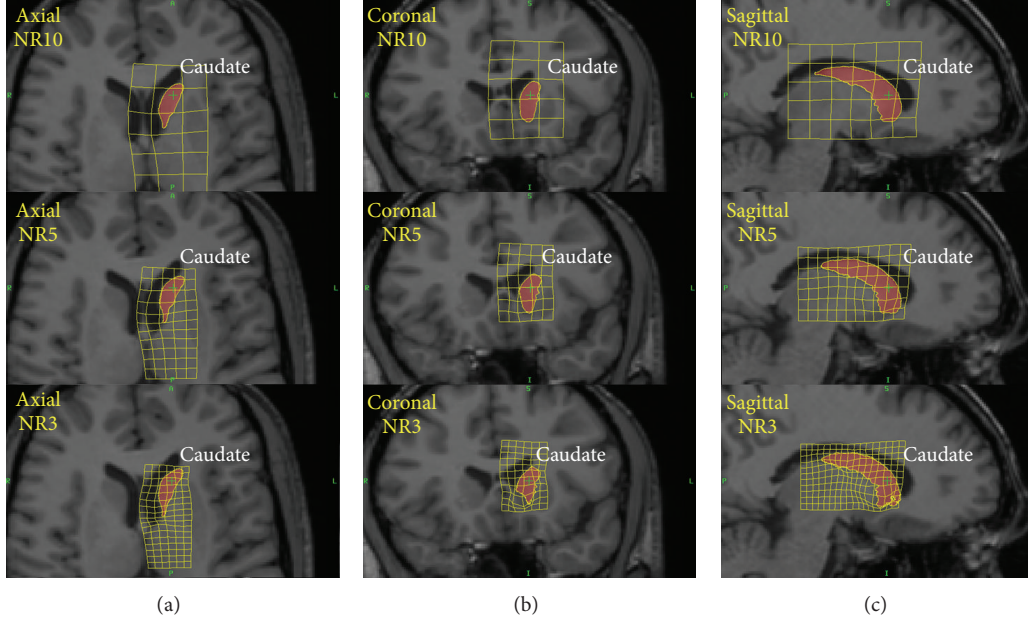 A
Axial
NR10
Caudate
R
L
P
Coronal
NR10
Caudate
R
L
I
Sagittal
NR10
Caudate
A
Axial
NR5
Caudate
R
L
P
S
Coronal
NR5
Caudate
R
L
I
S
Sagittal
NR5
Caudate
A
Axial
NR3
Caudate
R
L
P
S
Coronal
NR3
Caudate
R
L
I
S
Sagittal
NR3
Caudate
I
(a)
(b)
(c)